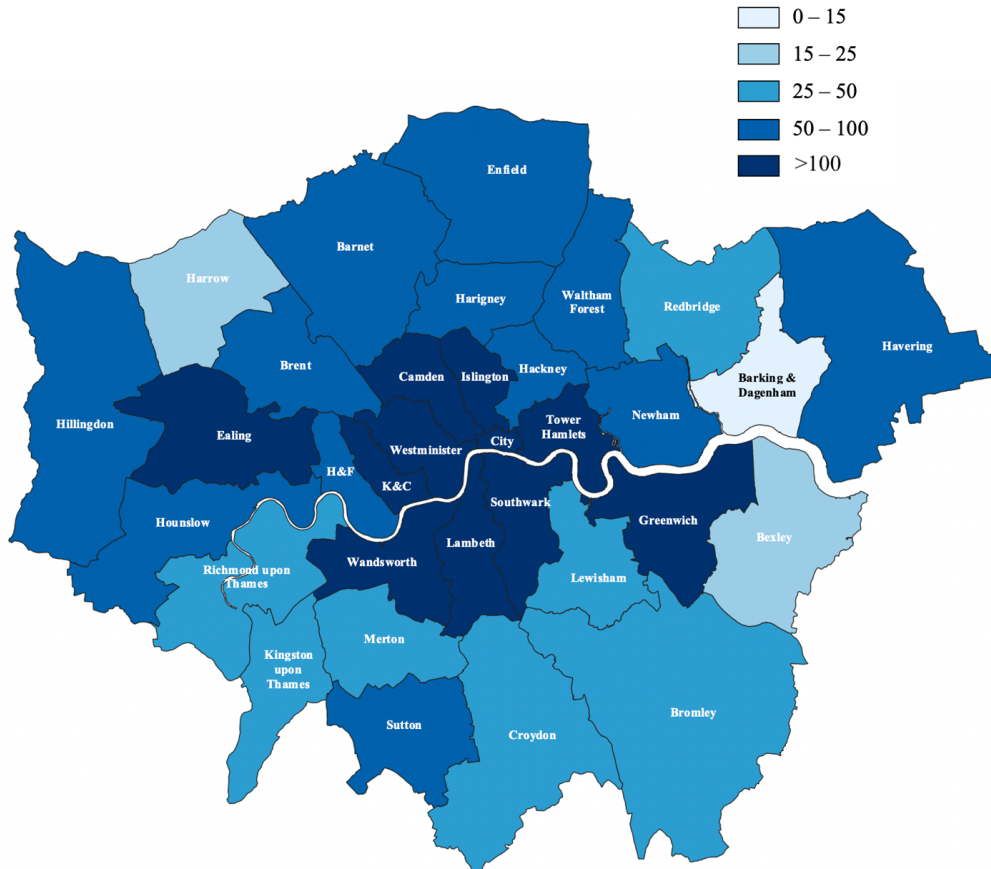 0 – 15
15 – 25
25 – 50
50 – 100
>100
Enfield
Barnet
Harrow
Harigney
Waltham
Forest
Redbridge
Havering
Brent
Camden
Islington
Hackney
Barking &
Dagenham
Hillingdon
Ealing
Newham
Tower
Hamlets
Westminister
City
H&F
K&C
Hounslow
Southwark
Greenwich
Bexley
Lambeth
Wandsworth
Richmond upon
Thames
Lewisham
Merton
Kingston
upon
Thames
Sutton
Croydon
Bromley